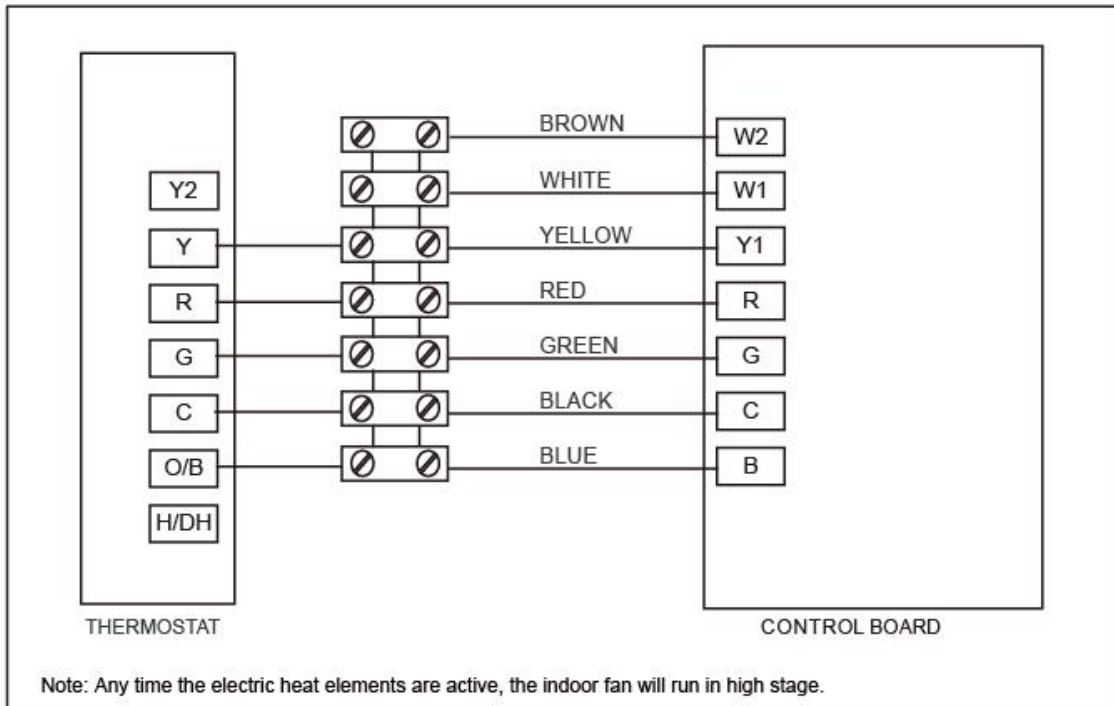 BROWN
W2
WHITE
Y2
W1
YELLOW
Y
Y1
RED
R
R
GREEN
G
G
BLACK
C
C
BLUE
O/B
B
H/DH
THERMOSTAT
CONTROL BOARD
Note: Any time the electric heat elements are active, the indoor fan will run in high stage.